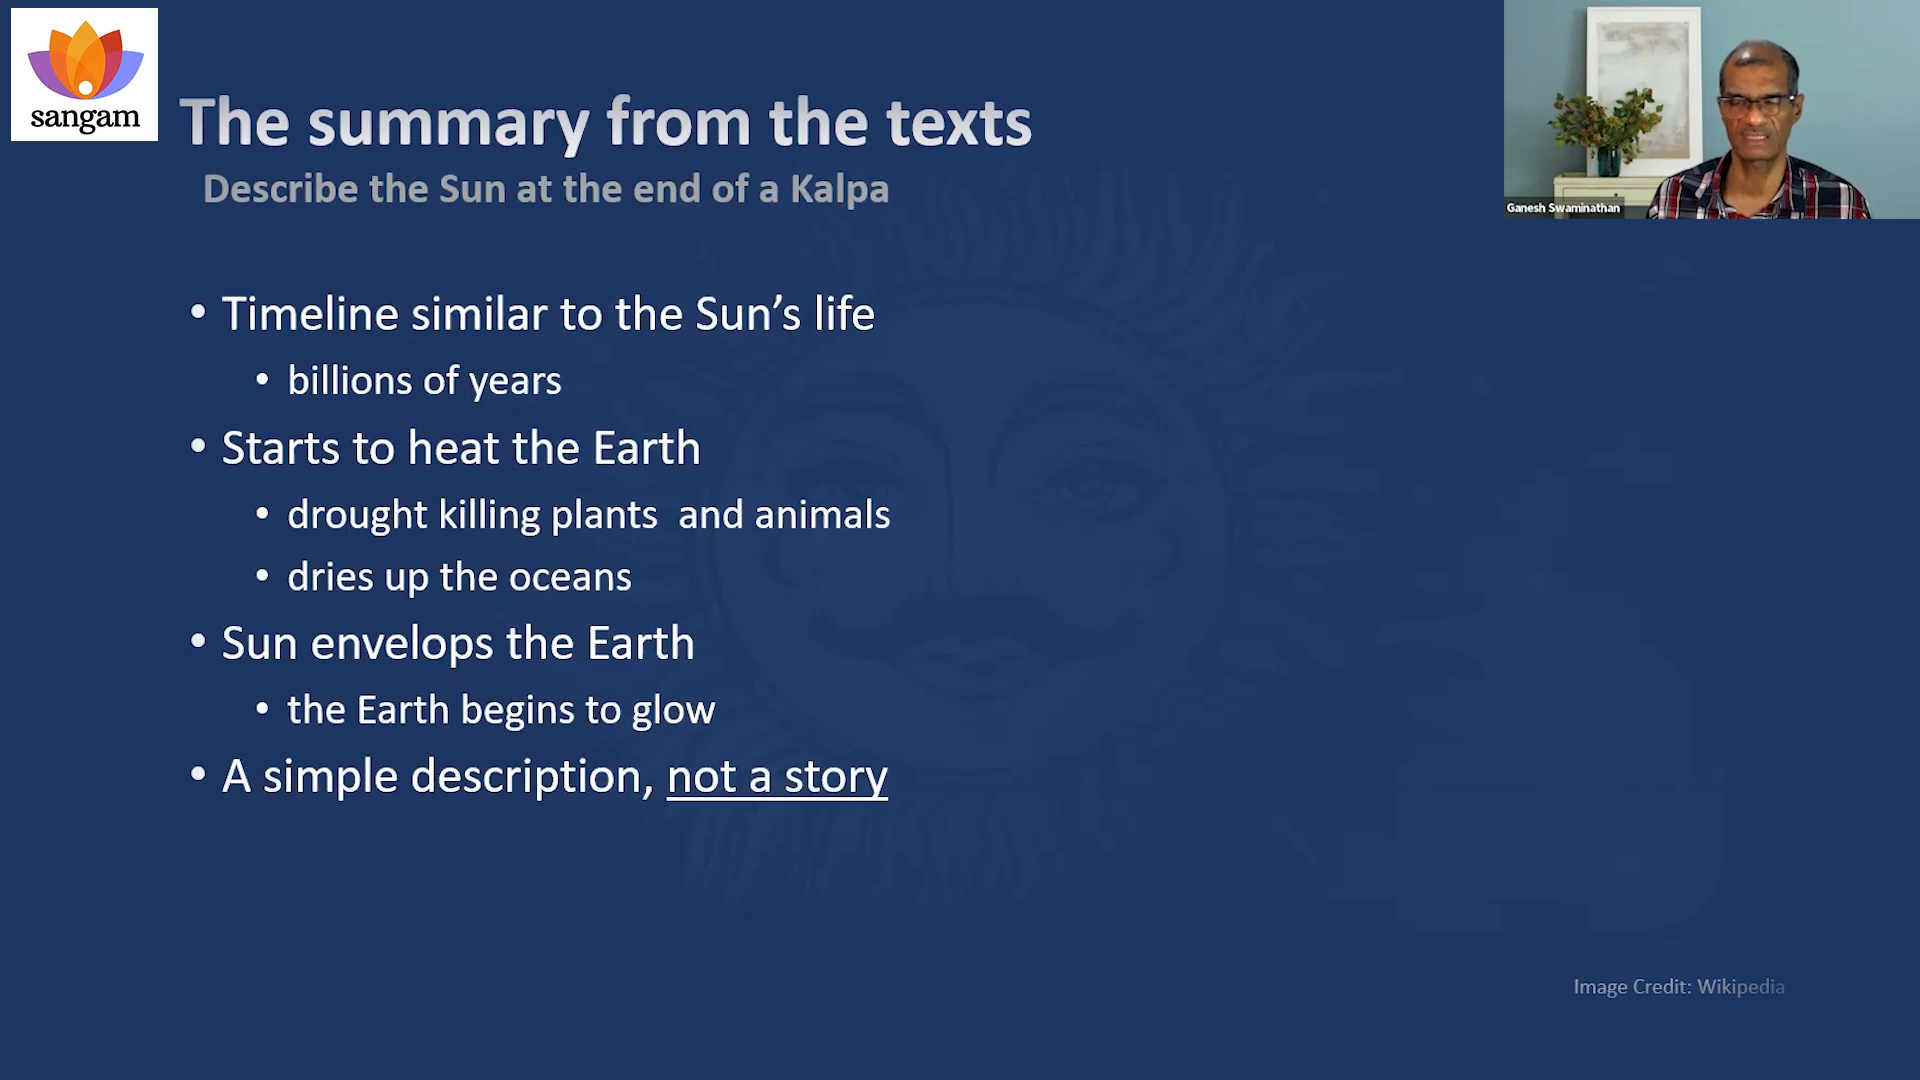 sangam
The summary from the texts
Describe the Sun at the end of a Kalpa
Ganesh Swaminathan
• Timeline similar to the Sun's life
• billions of years
• Starts to heat the Earth
• drought killing plants  and animals
• dries up the oceans
• Sun envelops the Earth
• the Earth begins to glow
• A simple description, not a story
Image Credit: Wikipedia